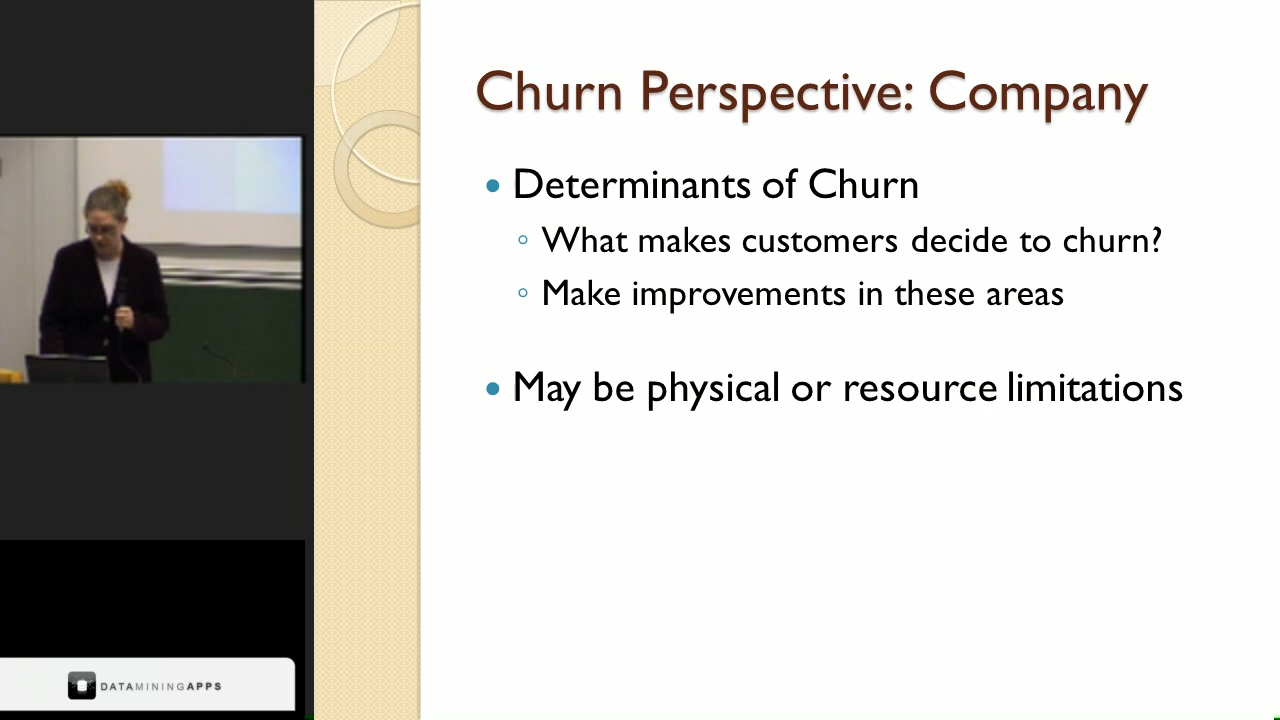 Churn Perspective: Company
Determinants of Churn
What makes customers decide to churn?
Make improvements in these areas
May be physical or resource limitations
DATAMININGAPPS